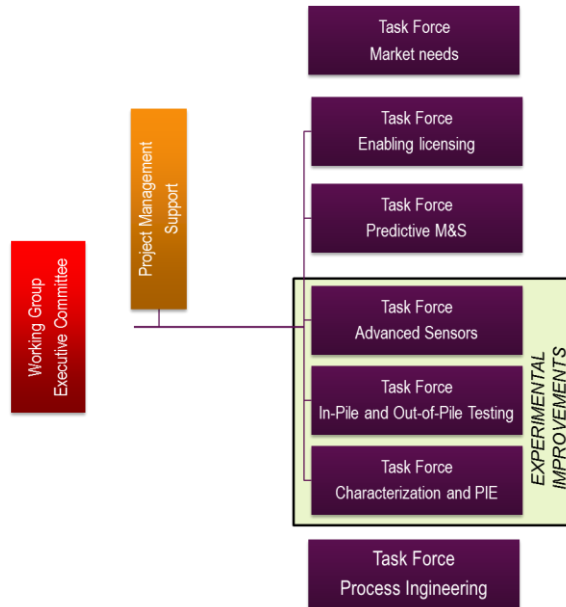 Working Group
Executive Committee
Project Management
Support
Task Force
Market needs
Task Force
Enabling licensing
Task Force
Predictive M&S
Task Force
Advanced Sensors
Task Force
In-Pile and Out-of-Pile Testing
Task Force
Characterization and PIE
EXPERIMENTAL
IMPROVEMENTS
Task Force
Process Ingineering